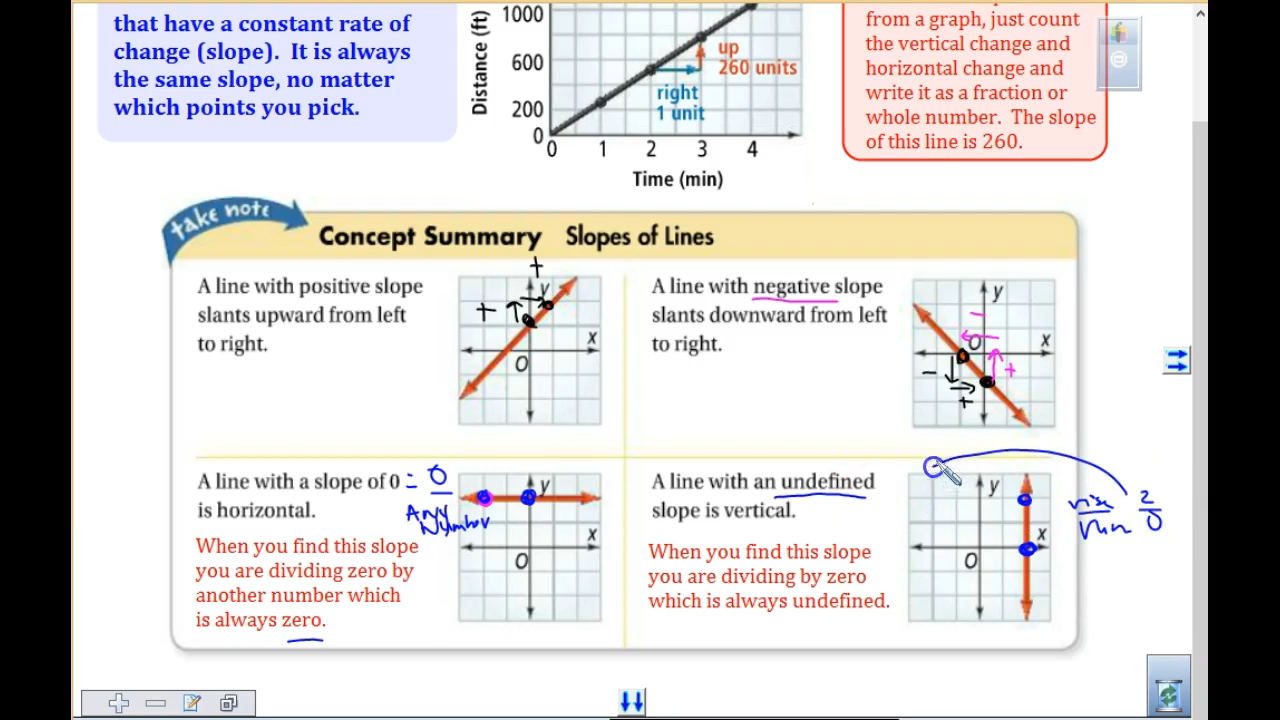 that have a constant rate of
change (slope). It is always
the same slope, no matter
which points you pick.
Distance (ft)
1000
600
200
0
0 1 2 3 4
Time (min)
up
260 units
right
1 unit
from a graph, just count
the vertical change and
horizontal change and
write it as a fraction or
whole number. The slope
of this line is 260.
take note
Concept Summary Slopes of Lines
A line with positive slope
slants upward from left
to right.
+
+
y
x
O
A line with negative slope
slants downward from left
to right.
y
x
O
-
+
-
+
A line with a slope of 0 = 0
is horizontal.
Any
Number
When you find this slope
you are dividing zero by
another number which
is always zero.
y
x
O
A line with an undefined
slope is vertical.
When you find this slope
you are dividing by zero
which is always undefined.
y
x
O
rise 2
run 0